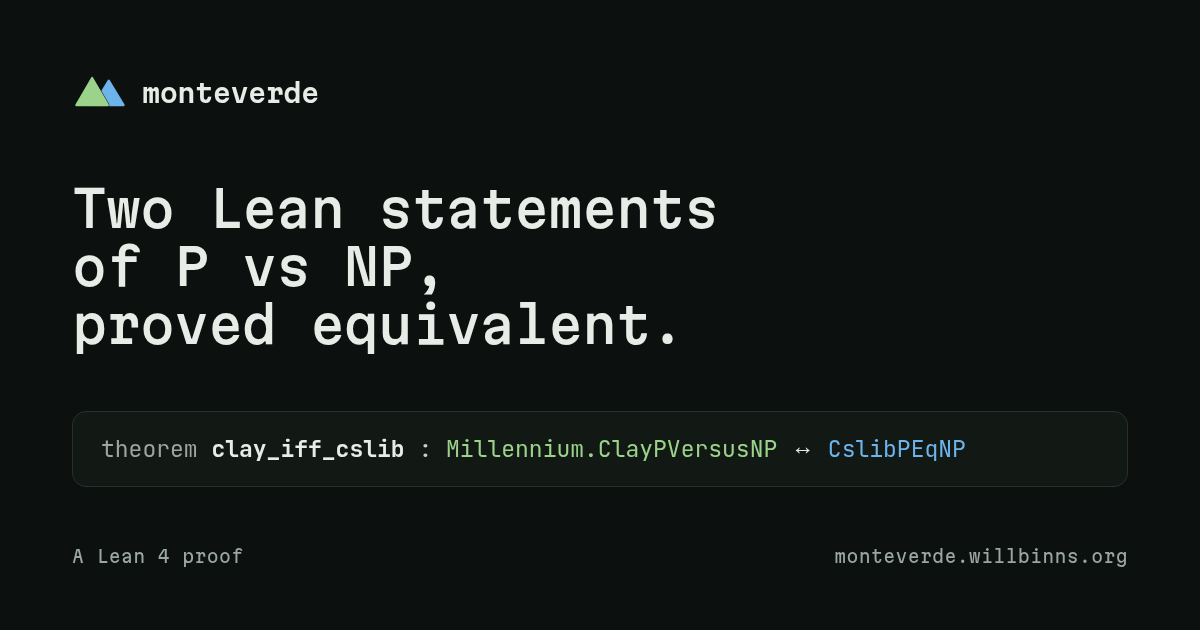 monteverde
Two Lean statements
of P vs NP,
proved equivalent.
theorem clay_iff_cslib : Millennium.ClayPVersusNP ↔ CslibPEqNP
A Lean 4 proof
monteverde.willbinns.org